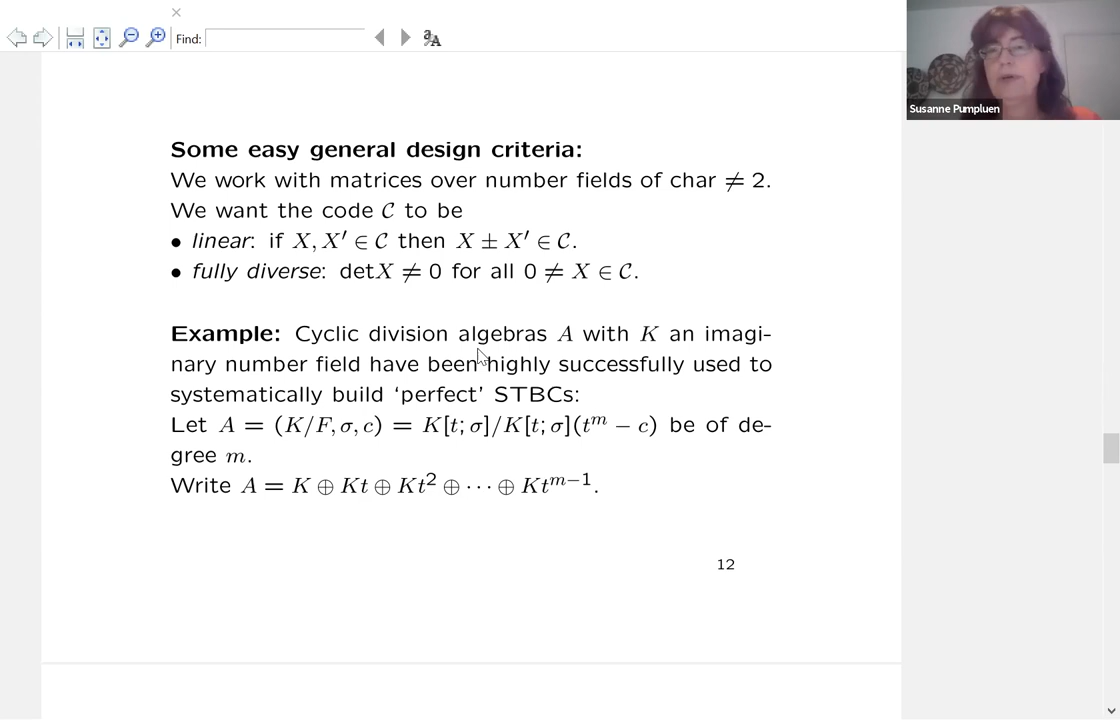 Find:
Susanne Pumpluen
Some easy general design criteria:
We work with matrices over number fields of char ≠ 2.
We want the code 𝒞 to be
• linear: if X, X′ ∈ 𝒞 then X ± X′ ∈ 𝒞.
• fully diverse: detX ≠ 0 for all 0 ≠ X ∈ 𝒞.
Example: Cyclic division algebras A with K an imagi-
nary number field have been highly successfully used to
systematically build ‘perfect’ STBCs:
Let A = (K/F, σ, c) = K[t; σ]/K[t; σ](t^m − c) be of de-
gree m.
Write A = K ⊕ Kt ⊕ Kt² ⊕ ⋯ ⊕ Kt^{m−1}.
12